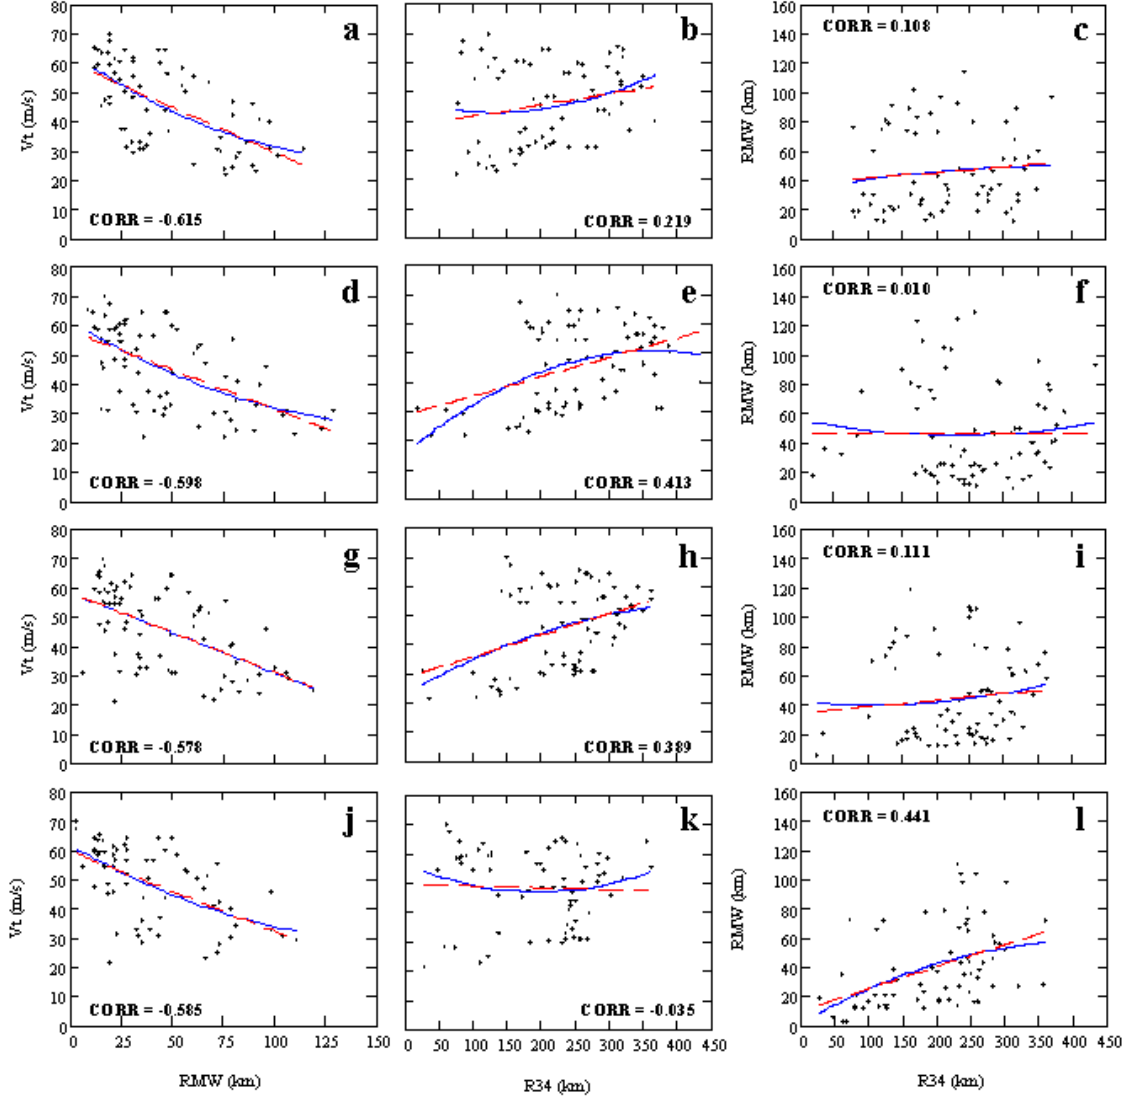 80
70
60
50
40
30
20
10
0
Vt (m/s)
a
CORR = -0.615
b
CORR = 0.219
160
140
120
100
80
60
40
20
0
RMW (km)
CORR = 0.108
c
80
70
60
50
40
30
20
10
0
Vt (m/s)
d
CORR = -0.598
e
CORR = 0.413
160
140
120
100
80
60
40
20
0
RMW (km)
CORR = 0.010
f
80
70
60
50
40
30
20
10
0
Vt (m/s)
g
CORR = -0.578
h
CORR = 0.389
160
140
120
100
80
60
40
20
0
RMW (km)
CORR = 0.111
i
80
70
60
50
40
30
20
10
0
Vt (m/s)
j
CORR = -0.585
k
CORR = -0.035
160
140
120
100
80
60
40
20
0
RMW (km)
CORR = 0.441
l
0 25 50 75 100 125 150
0 50 100 150 200 250 300 350 400 450
0 50 100 150 200 250 300 350 400 450
RMW (km)
R34 (km)
R34 (km)